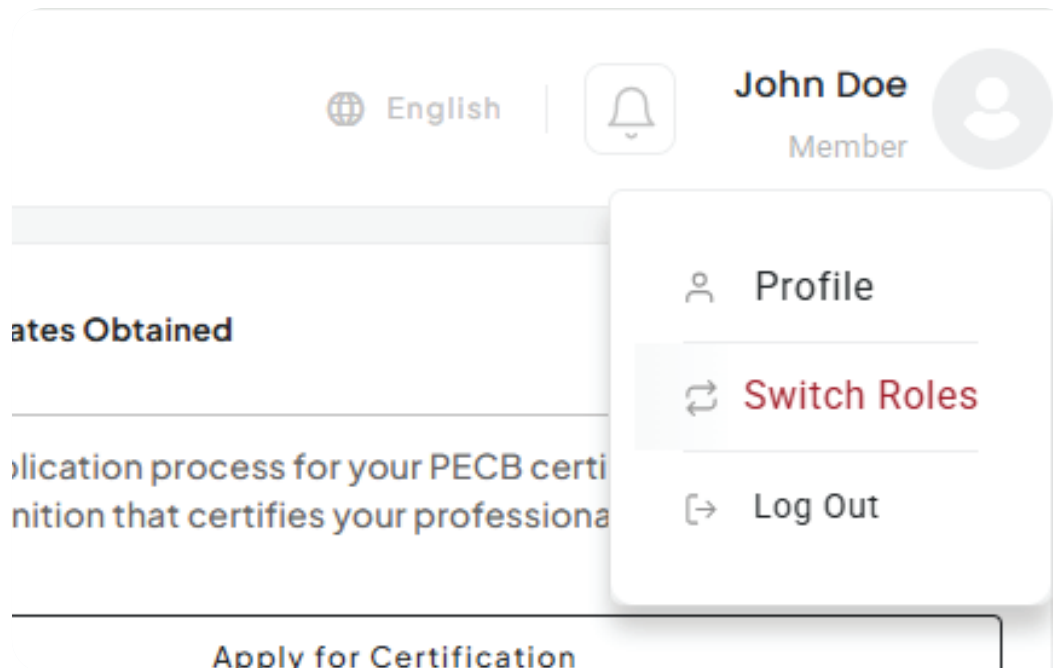 English
John Doe
Member
Profile
Switch Roles
Log Out
ates Obtained
lication process for your PECB certi
nition that certifies your professiona
Apply for Certification